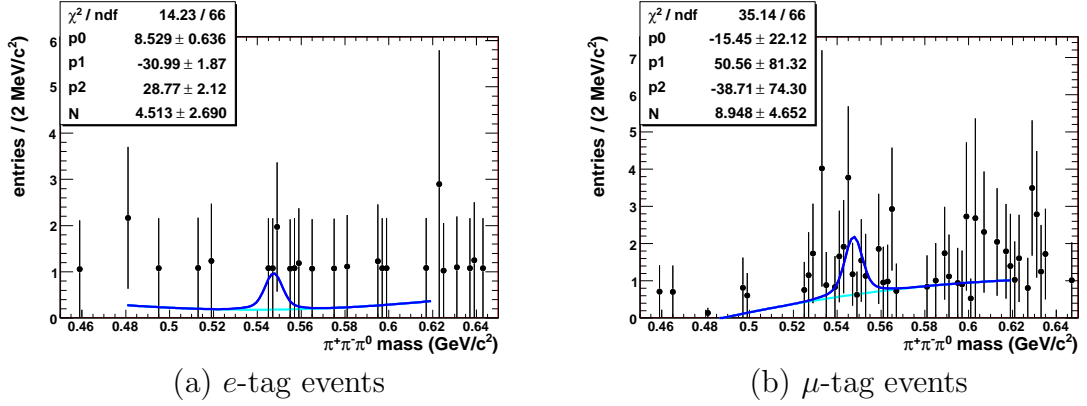 χ² / ndf 14.23 / 66
p0 8.529 ± 0.636
p1 -30.99 ± 1.87
p2 28.77 ± 2.12
N 4.513 ± 2.690
entries / (2 MeV/c²)
6
5
4
3
2
1
0
0.46 0.48 0.5 0.52 0.54 0.56 0.58 0.6 0.62 0.64
π⁺π⁻π⁰ mass (GeV/c²)
(a) e-tag events
χ² / ndf 35.14 / 66
p0 -15.45 ± 22.12
p1 50.56 ± 81.32
p2 -38.71 ± 74.30
N 8.948 ± 4.652
entries / (2 MeV/c²)
7
6
5
4
3
2
1
0
0.46 0.48 0.5 0.52 0.54 0.56 0.58 0.6 0.62 0.64
π⁺π⁻π⁰ mass (GeV/c²)
(b) μ-tag events